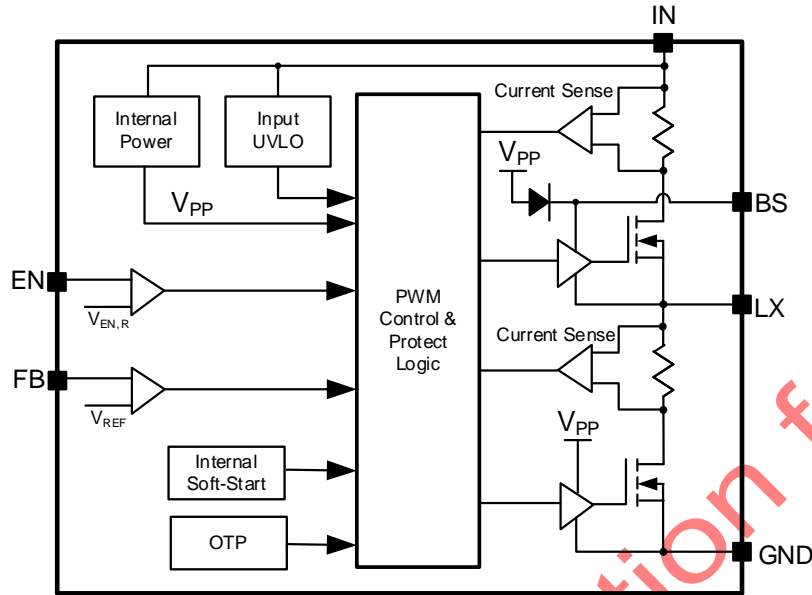 IN
Internal
Power
Input
UVLO
Current Sense
VPP
BS
VPP
EN
VEN,R
PWM
Control &
Protect
Logic
LX
Current Sense
FB
VREF
VPP
Internal
Soft-Start
OTP
GND
tion f